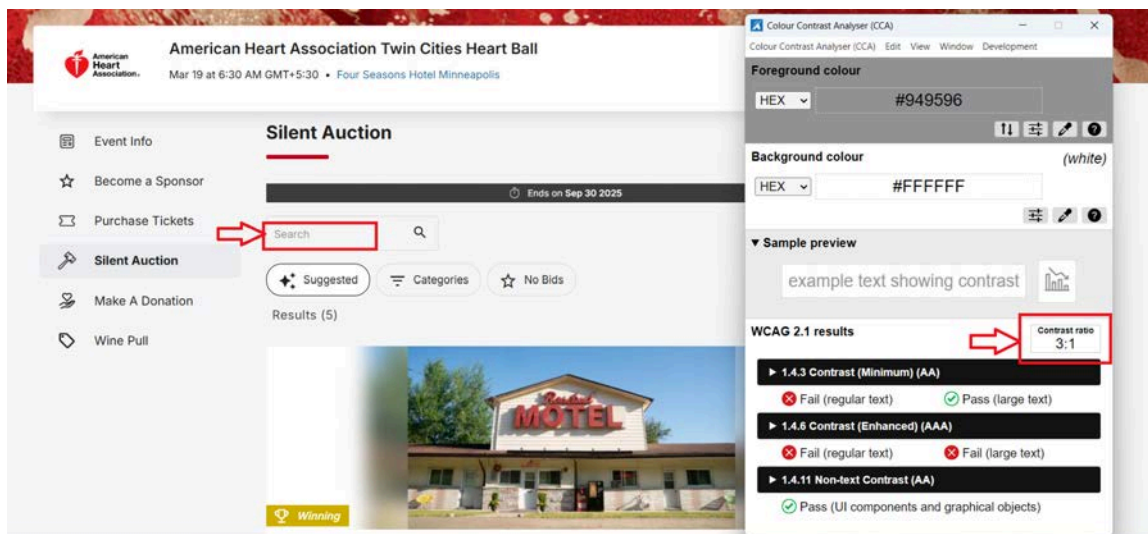 American
Heart
Association.
American Heart Association Twin Cities Heart Ball
Mar 19 at 6:30 AM GMT+5:30 • Four Seasons Hotel Minneapolis
Event Info
Become a Sponsor
Purchase Tickets
Silent Auction
Make A Donation
Wine Pull
Silent Auction
Ends on Sep 30 2025
Search
Suggested
Categories
No Bids
Results (5)
Resident
MOTEL
Winning
Colour Contrast Analyser (CCA)
Colour Contrast Analyser (CCA) Edit View Window Development
Foreground colour
HEX #949596
Background colour (white)
HEX #FFFFFF
▼ Sample preview
example text showing contrast
WCAG 2.1 results
Contrast ratio
3:1
▶ 1.4.3 Contrast (Minimum) (AA)
Fail (regular text) Pass (large text)
▶ 1.4.6 Contrast (Enhanced) (AAA)
Fail (regular text) Fail (large text)
▶ 1.4.11 Non-text Contrast (AA)
Pass (UI components and graphical objects)